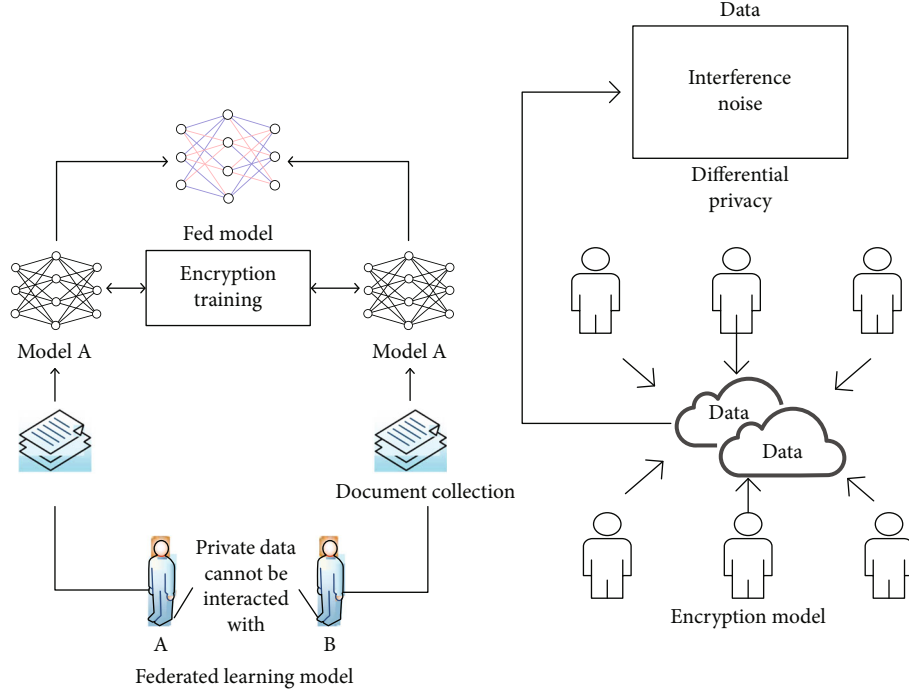 Fed model
Encryption
training
Model A
Model A
Document collection
Private data
cannot be
interacted
with
A
B
Federated learning model
Data
Interference
noise
Differential
privacy
Data
Data
Encryption model